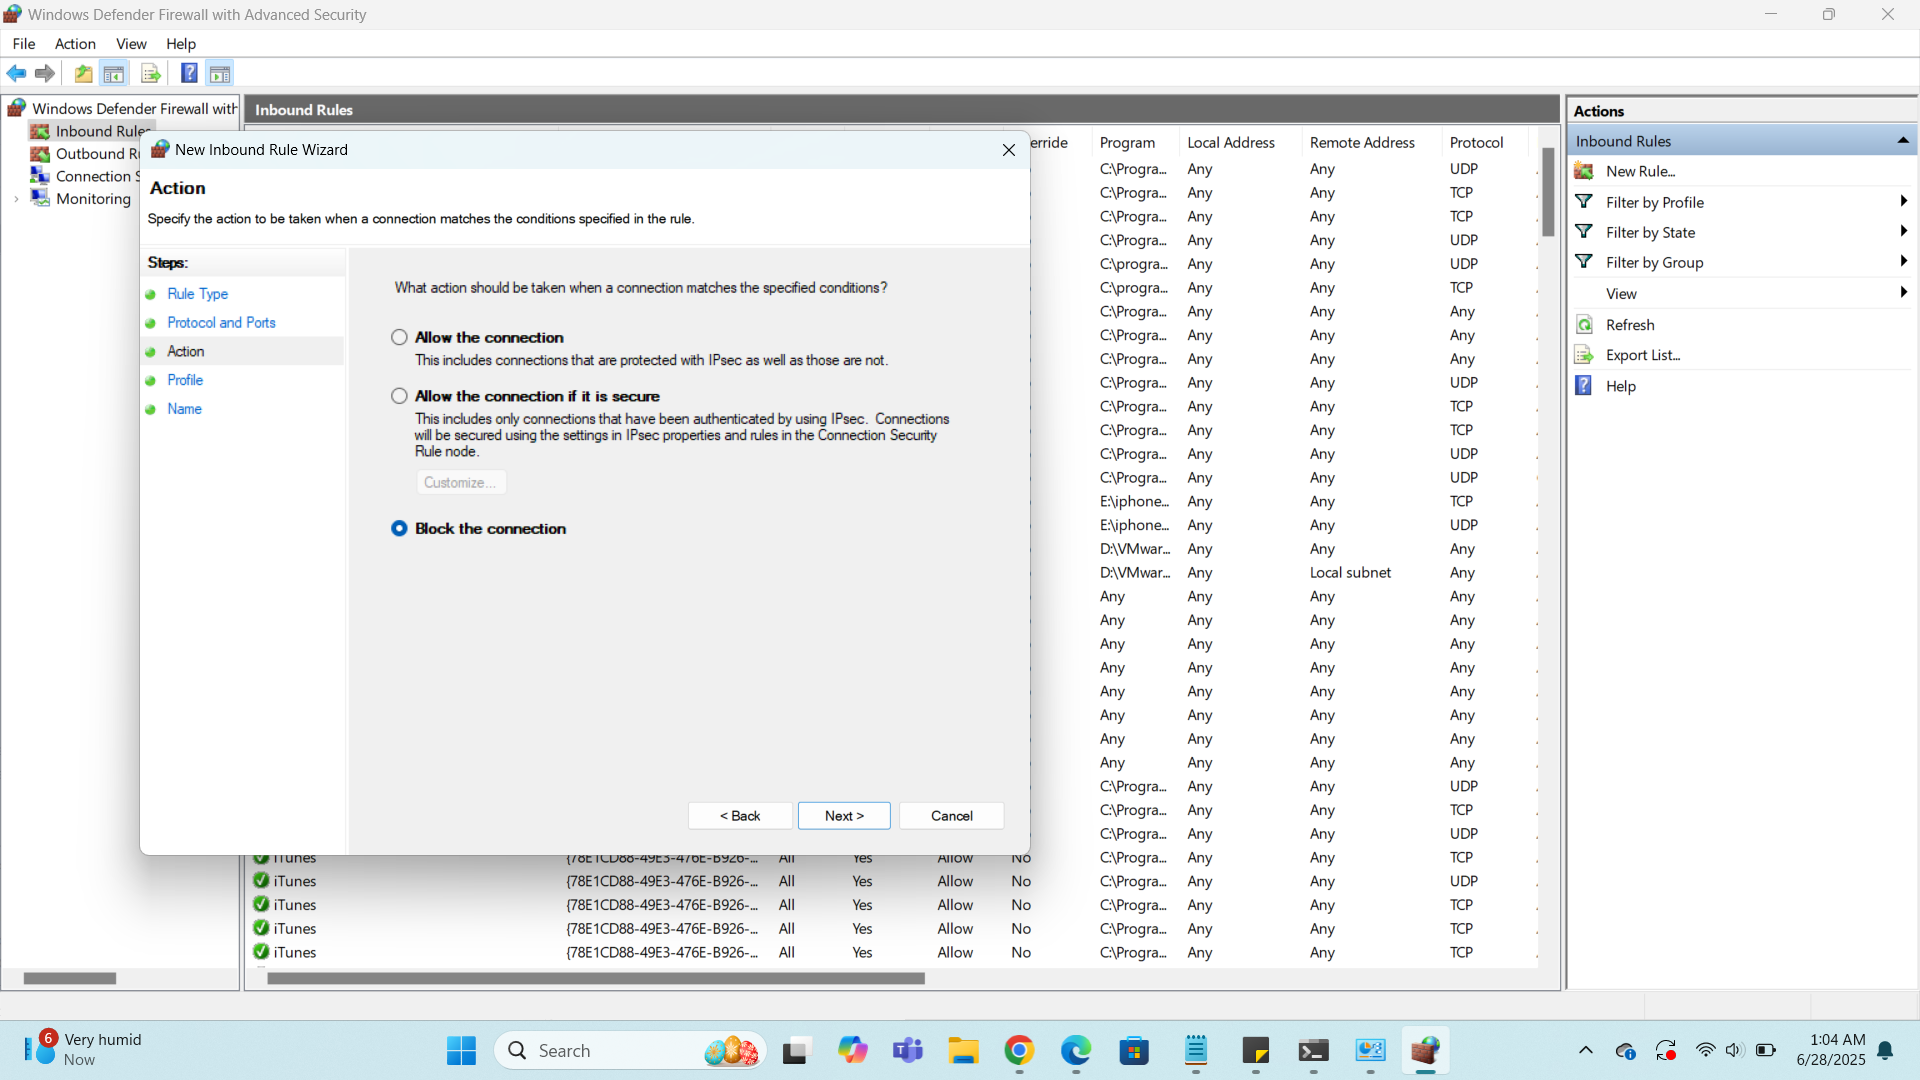 Windows Defender Firewall with Advanced Security
File Action View Help
Windows Defender Firewall with
Inbound Rules
Outbound Ru
Connection S
Monitoring
Inbound Rules
New Inbound Rule Wizard
Action
Specify the action to be taken when a connection matches the conditions specified in the rule.
Steps:
Rule Type
Protocol and Ports
Action
Profile
Name
What action should be taken when a connection matches the specified conditions?
Allow the connection
This includes connections that are protected with IPsec as well as those are not.
Allow the connection if it is secure
This includes only connections that have been authenticated by using IPsec. Connections
will be secured using the settings in IPsec properties and rules in the Connection Security
Rule node.
Customize...
Block the connection
< Back Next > Cancel
erride Program Local Address Remote Address Protocol
C:\Progra... Any Any UDP
C:\Progra... Any Any TCP
C:\Progra... Any Any TCP
C:\Progra... Any Any UDP
C:\progra... Any Any UDP
C:\progra... Any Any TCP
C:\Progra... Any Any Any
C:\Progra... Any Any Any
C:\Progra... Any Any Any
C:\Progra... Any Any UDP
C:\Progra... Any Any TCP
C:\Progra... Any Any TCP
C:\Progra... Any Any UDP
C:\Progra... Any Any UDP
E:\iphone... Any Any TCP
E:\iphone... Any Any UDP
D:\VMwar... Any Any Any
D:\VMwar... Any Local subnet Any
Any Any Any Any
Any Any Any Any
Any Any Any Any
Any Any Any Any
Any Any Any Any
Any Any Any Any
Any Any Any Any
Any Any Any Any
C:\Progra... Any Any UDP
C:\Progra... Any Any TCP
C:\Progra... Any Any UDP
iTunes {78E1CD88-49E3-476E-B926-... All Yes Allow No C:\Progra... Any Any TCP
iTunes {78E1CD88-49E3-476E-B926-... All Yes Allow No C:\Progra... Any Any UDP
iTunes {78E1CD88-49E3-476E-B926-... All Yes Allow No C:\Progra... Any Any TCP
iTunes {78E1CD88-49E3-476E-B926-... All Yes Allow No C:\Progra... Any Any TCP
iTunes {78E1CD88-49E3-476E-B926-... All Yes Allow No C:\Progra... Any Any TCP
Actions
Inbound Rules
New Rule...
Filter by Profile
Filter by State
Filter by Group
View
Refresh
Export List...
Help
6
Very humid
Now
Search
1:04 AM
6/28/2025